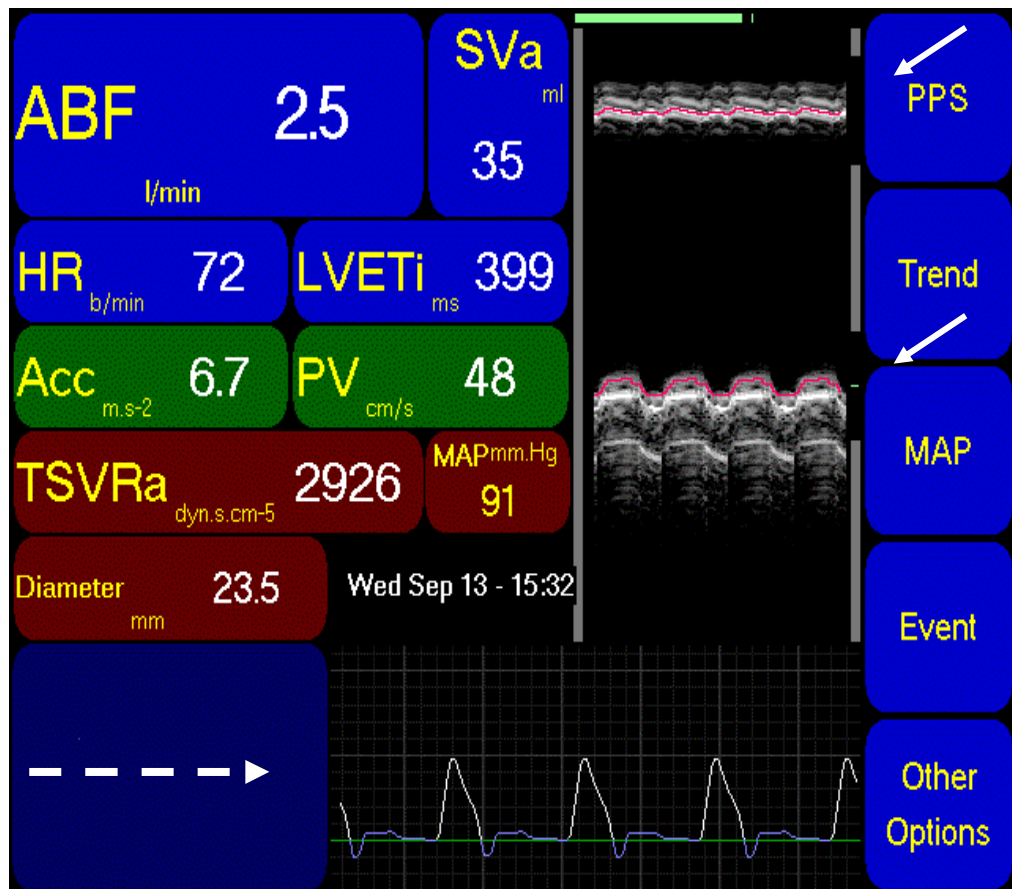 ABF 2.5
l/min
SVa
ml
35
HR b/min 72
LVETi ms 399
Acc m.s-2 6.7
PV cm/s 48
TSVRa dyn.s.cm-5 2926
MAP mm.Hg
91
Diameter mm 23.5
Wed Sep 13 - 15:32
PPS
Trend
MAP
Event
Other
Options